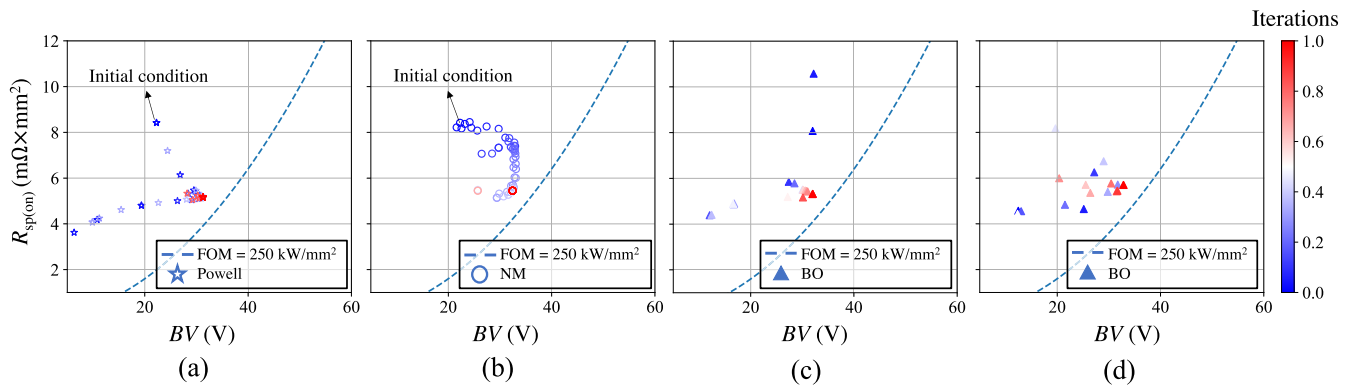 Iterations
12
10
8
6
4
2
R_sp(on) (mΩ×mm²)
Initial condition
FOM = 250 kW/mm²
Powell
20
40
60
BV (V)
(a)
Initial condition
FOM = 250 kW/mm²
NM
20
40
60
BV (V)
(b)
FOM = 250 kW/mm²
BO
20
40
60
BV (V)
(c)
FOM = 250 kW/mm²
BO
20
40
60
BV (V)
(d)
1.0
0.8
0.6
0.4
0.2
0.0